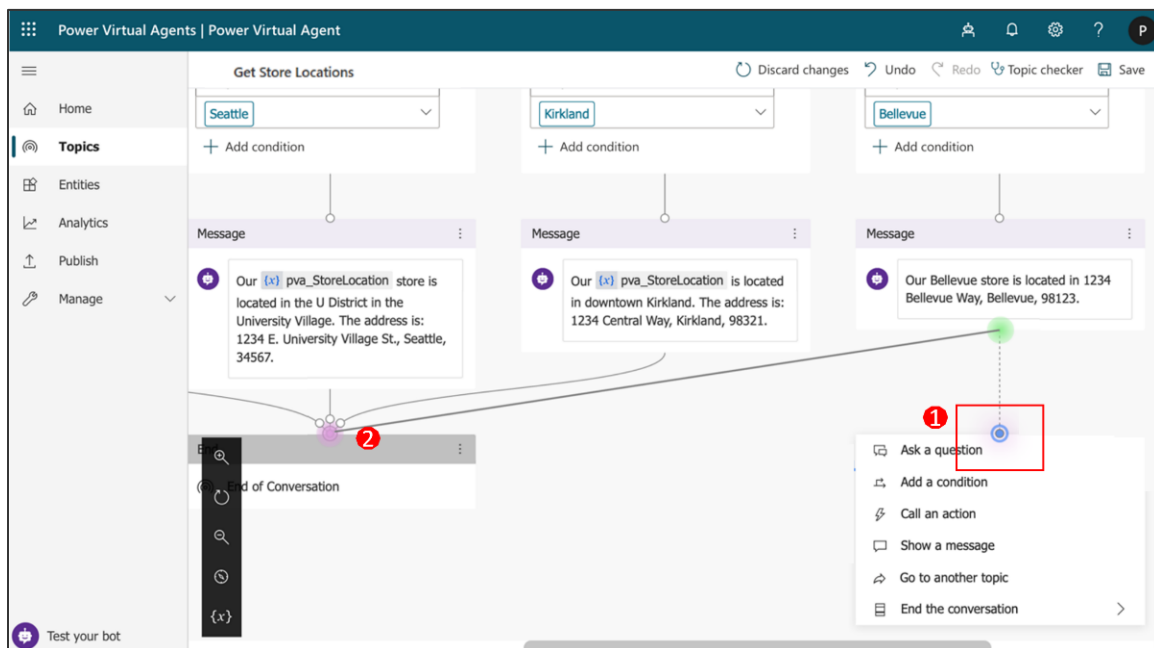 Power Virtual Agents | Power Virtual Agent
P
Get Store Locations
Discard changes
Undo
Redo
Topic checker
Save
Home
Topics
Entities
Analytics
Publish
Manage
Test your bot
Seattle
Add condition
Kirkland
Add condition
Bellevue
Add condition
Message
Our {x} pva_StoreLocation store is
located in the U District in the
University Village. The address is:
1234 E. University Village St., Seattle,
34567.
Message
Our {x} pva_StoreLocation is located
in downtown Kirkland. The address is:
1234 Central Way, Kirkland, 98321.
Message
Our Bellevue store is located in 1234
Bellevue Way, Bellevue, 98123.
2
End
End of Conversation
{x}
1
Ask a question
Add a condition
Call an action
Show a message
Go to another topic
End the conversation